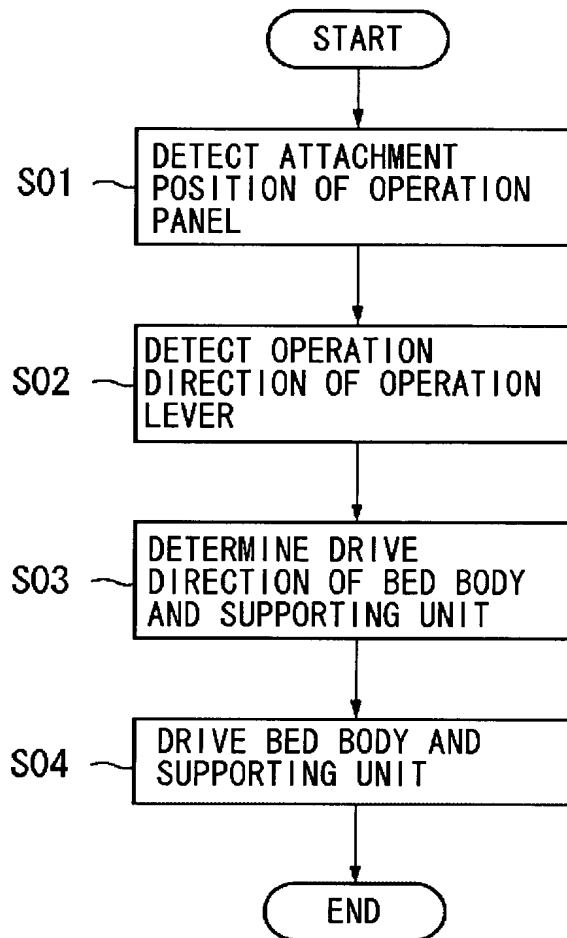 START
S01
DETECT ATTACHMENT
POSITION OF OPERATION
PANEL
S02
DETECT OPERATION
DIRECTION OF OPERATION
LEVER
S03
DETERMINE DRIVE
DIRECTION OF BED BODY
AND SUPPORTING UNIT
S04
DRIVE BED BODY AND
SUPPORTING UNIT
END